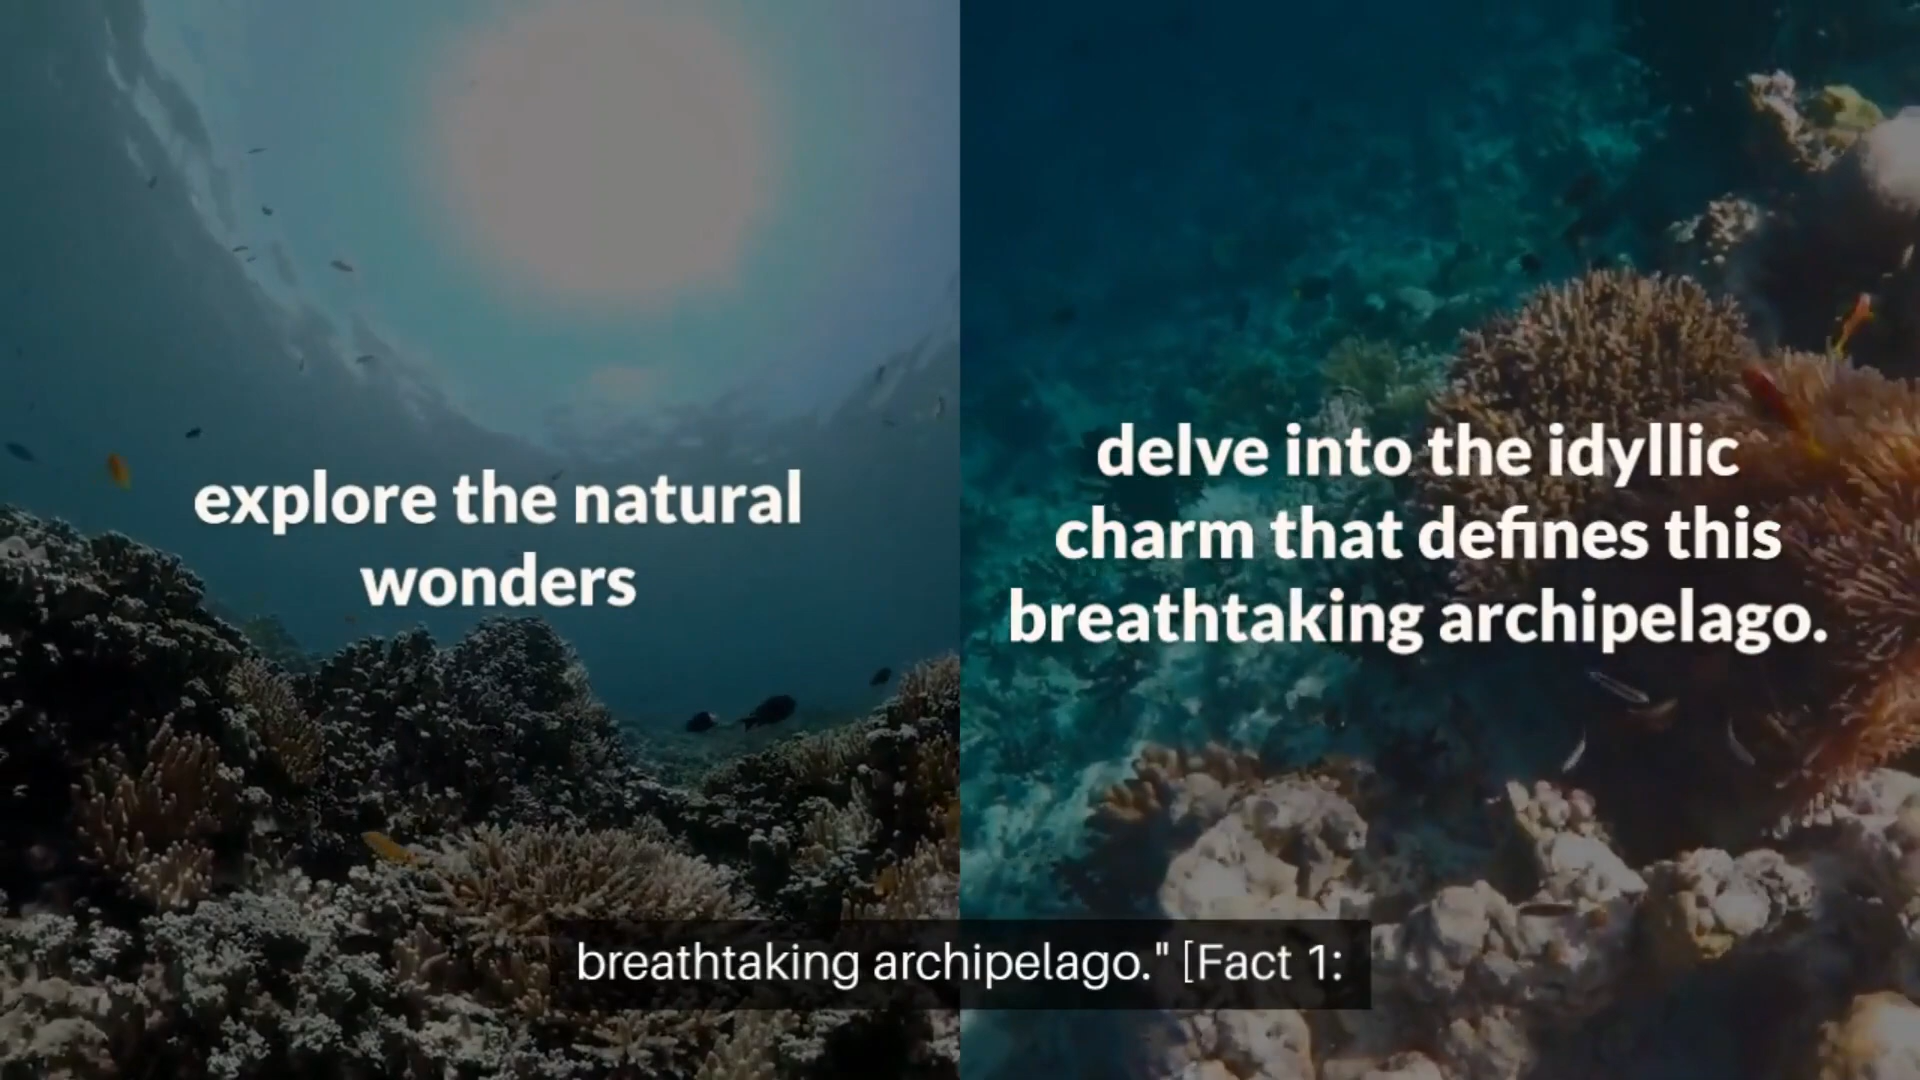 explore the natural
wonders
delve into the idyllic
charm that defines this
breathtaking archipelago.
breathtaking archipelago." [Fact 1: